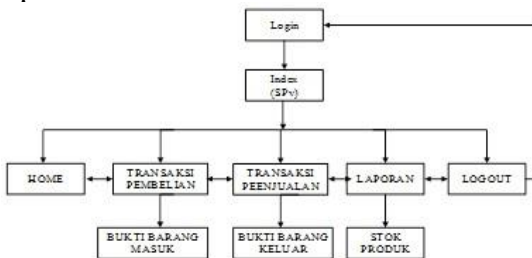 Login
Index
(SPv)
HOME
TRANSAKSI
PEMBELIAN
TRANSAKSI
PEENJUALAN
LAPORAN
LOGOUT
BUKTI BARANG
MASUK
BUKTI BARANG
KELUAR
STOK
PRODUK